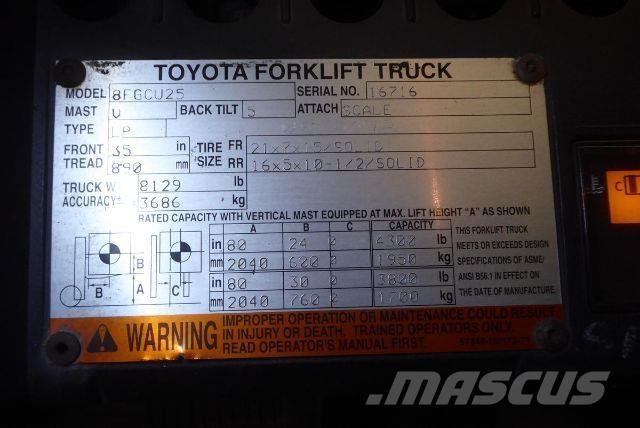 TOYOTA FORKLIFT TRUCK
MODEL 8FGCU25 SERIAL NO. 16716
MAST V BACK TILT 5 ATTACH SCALE
TYPE LP
FRONT TREAD 35 in 890 mm
TIRE SIZE FR 21x7x15/SOLID
RR 16x5x10-1/2/SOLID
TRUCK W 8129 lb
ACCURACY± 3686 kg
RATED CAPACITY WITH VERTICAL MAST EQUIPPED AT MAX. LIFT HEIGHT "A" AS SHOWN
A B C
in 80 24 0 4300 lb
mm 2040 600 0 1950 kg
in 80 30 0 3800 lb
mm 2040 760 0 1700 kg
B A B C
THIS FORKLIFT TRUCK
MEETS OR EXCEEDS DESIGN
SPECIFICATIONS OF ASME/
ANSI B56.1 IN EFFECT ON
THE DATE OF MANUFACTURE.
WARNING
IMPROPER OPERATION OR MAINTENANCE COULD RESULT
IN INJURY OR DEATH. TRAINED OPERATORS ONLY.
READ OPERATOR'S MANUAL FIRST.
C
MASCUS